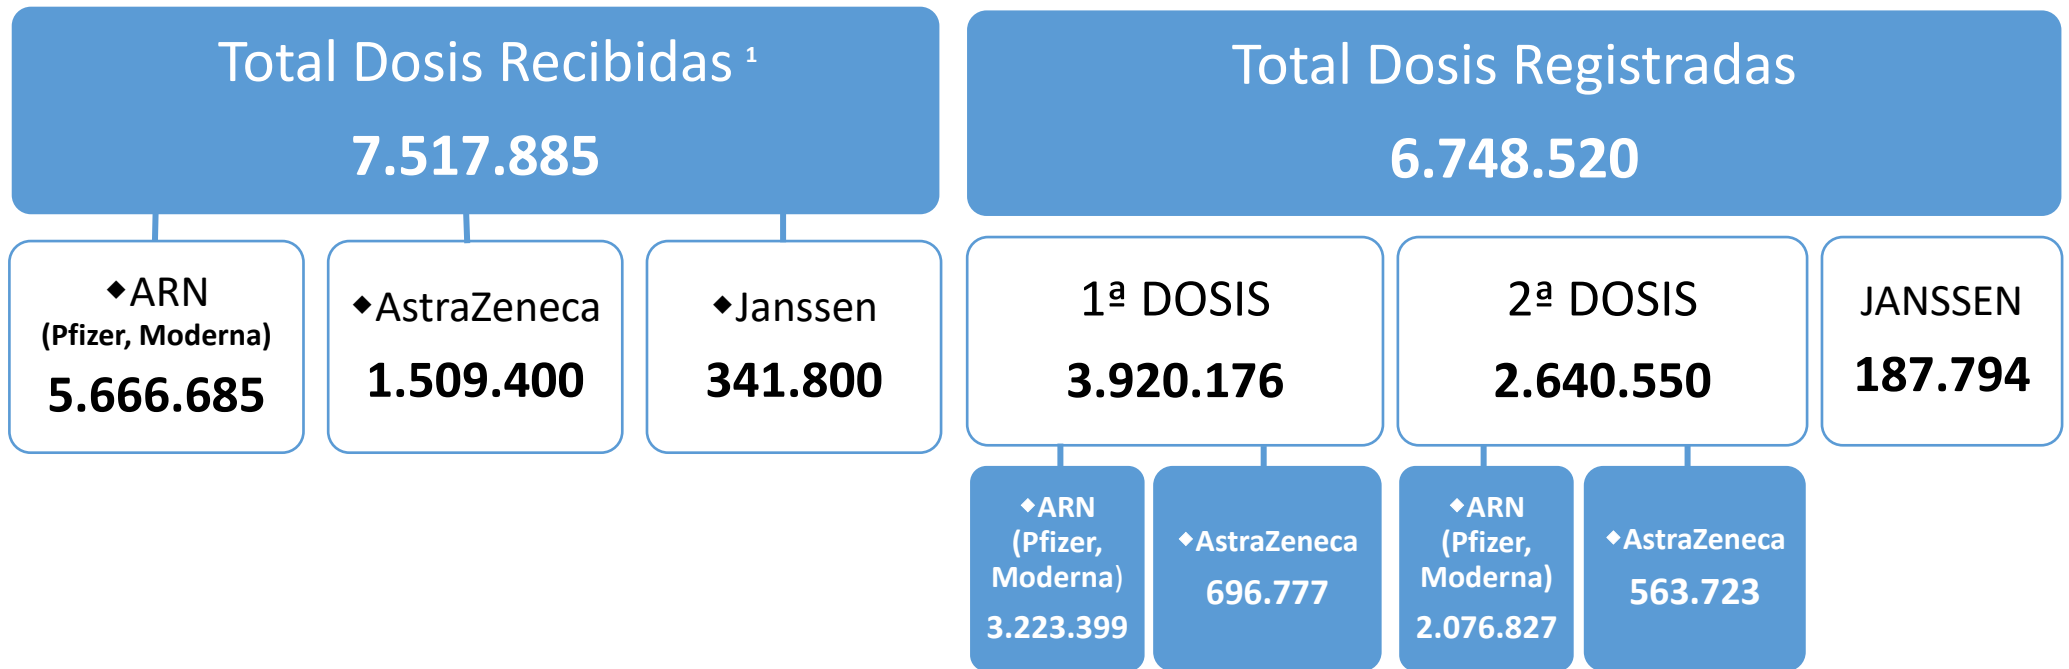 Total Dosis Recibidas ¹
7.517.885
◆ARN
(Pfizer, Moderna)
5.666.685
◆AstraZeneca
1.509.400
◆Janssen
341.800
Total Dosis Registradas
6.748.520
1ª DOSIS
3.920.176
2ª DOSIS
2.640.550
JANSSEN
187.794
◆ARN
(Pfizer,
Moderna)
3.223.399
◆AstraZeneca
696.777
◆ARN
(Pfizer,
Moderna)
2.076.827
◆AstraZeneca
563.723